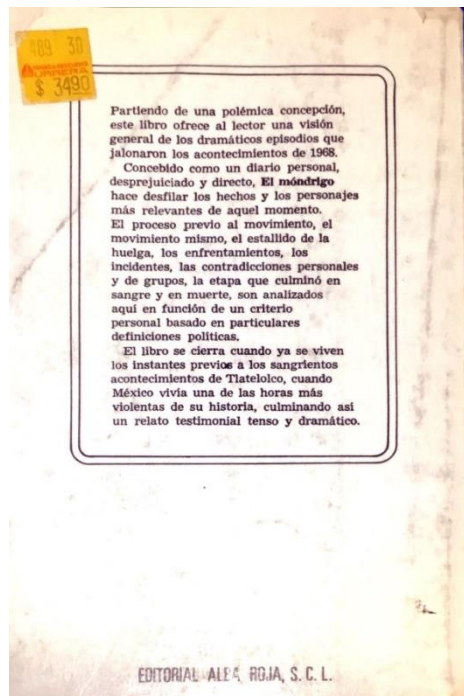 489 30
AURRERA
$ 3490
Partiendo de una polémica concepción,
este libro ofrece al lector una visión
general de los dramáticos episodios que
jalonaron los acontecimientos de 1968.
Concebido como un diario personal,
desprejuiciado y directo, El móndrigo
hace desfilar los hechos y los personajes
más relevantes de aquel momento.
El proceso previo al movimiento, el
movimiento mismo, el estallido de la
huelga, los enfrentamientos, los
incidentes, las contradicciones personales
y de grupos, la etapa que culminó en
sangre y en muerte, son analizados
aquí en función de un criterio
personal basado en particulares
definiciones políticas.
El libro se cierra cuando ya se viven
los instantes previos a los sangrientos
acontecimientos de Tlatelolco, cuando
México vivía una de las horas más
violentas de su historia, culminando así
un relato testimonial tenso y dramático.
EDITORIAL ALBA ROJA, S. C. L.